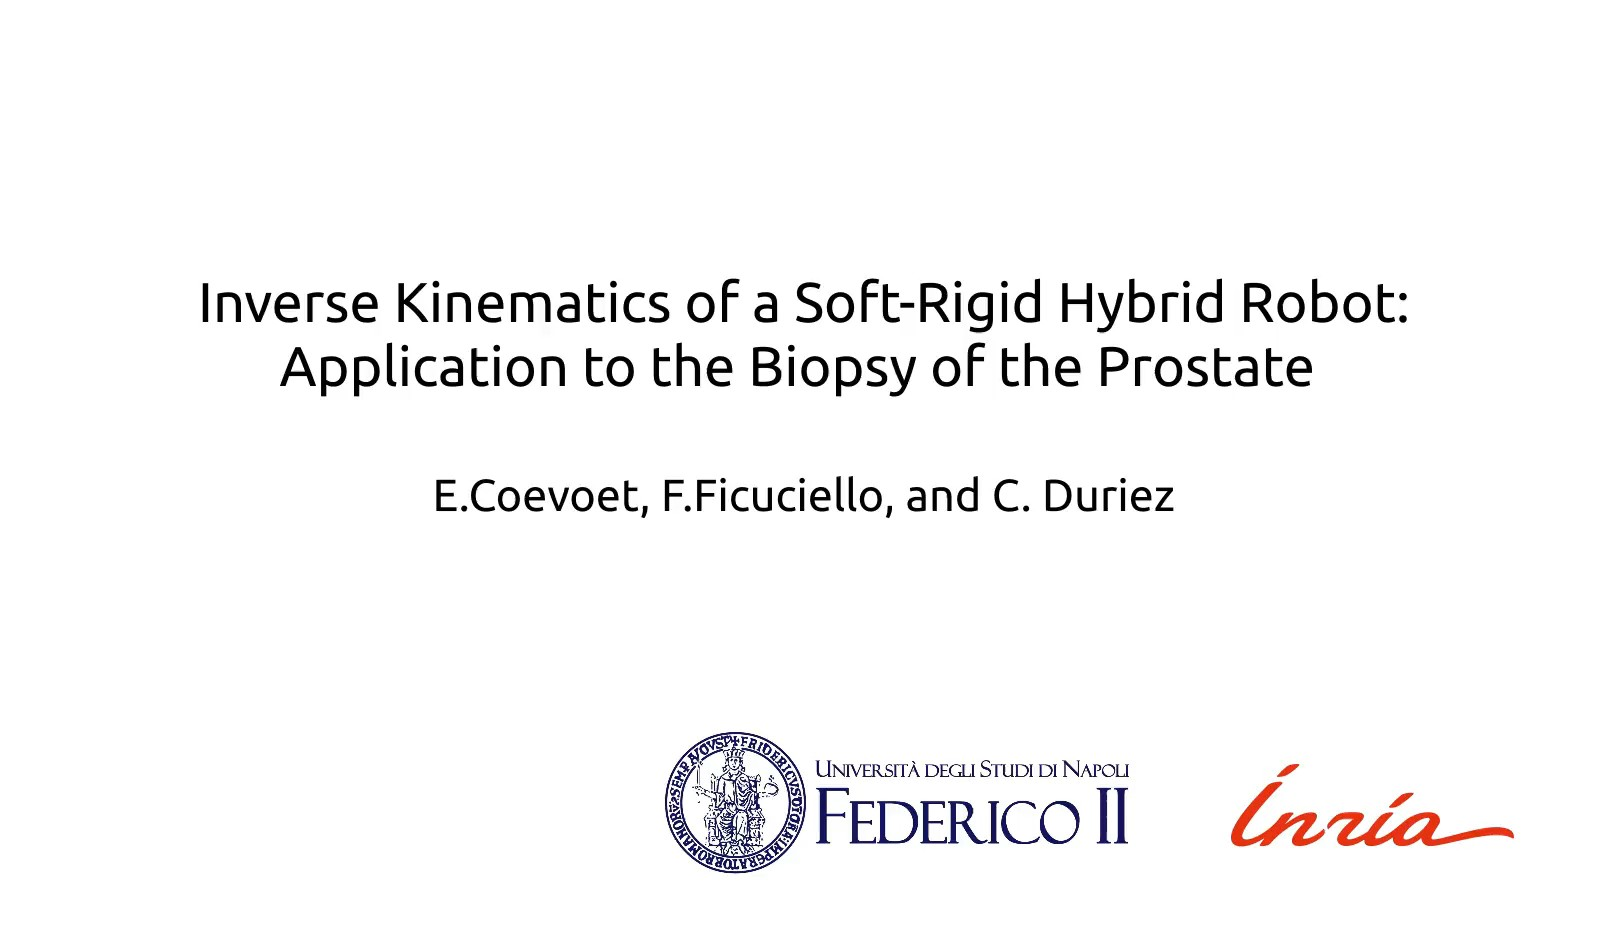 Inverse Kinematics of a Soft-Rigid Hybrid Robot:
Application to the Biopsy of the Prostate
E.Coevoet, F.Ficuciello, and C. Duriez
UNIVERSITÀ DEGLI STUDI DI NAPOLI
FEDERICO II
Inria